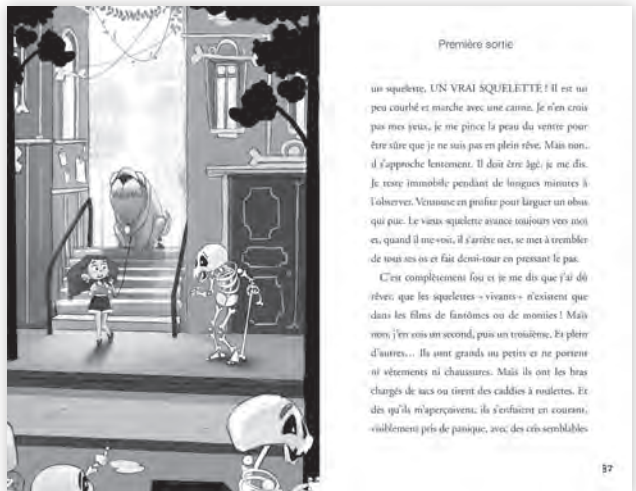 Première sortie
un squelette, UN VRAI SQUELETTE ! Il est un
peu courbé et marche avec une canne. Je n'en crois
pas mes yeux, je me pince la peau du ventre pour
être sûre que je ne suis pas en plein rêve. Mais non,
il s'approche lentement. Il doit être âgé, je me dis.
Je reste immobile pendant de longues minutes à
l'observer. Venimeuse en profite pour larguer un obus
qui pue. Le vieux squelette avance toujours vers moi
et, quand il me voit, il s'arrête net, se met à trembler
de tous ses os et fait demi-tour en pressant le pas.
C'est complètement fou et je me dis que j'ai dû
rêver, que les squelettes « vivants » n'existent que
dans les films de fantômes ou de momies ! Mais
non, j'en vois un second, puis un troisième. Et plein
d'autres… Ils sont grands ou petits et ne portent
ni vêtements ni chaussures. Mais ils ont les bras
chargés de sacs ou tirent des caddies à roulettes. Et
dès qu'ils m'aperçoivent, ils s'enfuient en courant,
visiblement pris de panique, avec des cris semblables
37